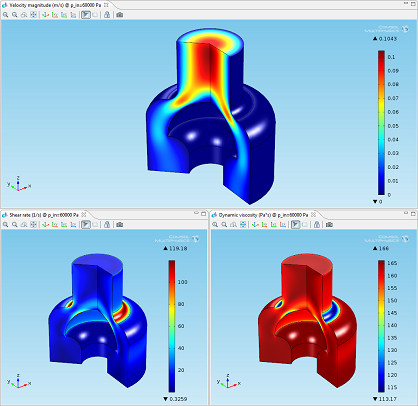 Velocity magnitude (m/s) @ p_in=60000 Pa
▲ 0.1043
0.1
0.09
0.08
0.07
0.06
0.05
0.04
0.03
0.02
0.01
0
▼ 0
z
y
x
Shear rate (1/s) @ p_in=60000 Pa
▲ 119.18
100
80
60
40
20
▼ 0.3259
z
y
x
Dynamic viscosity (Pa*s) @ p_in=60000 Pa
▲ 166
165
160
155
150
145
140
135
130
125
120
115
▼ 113.17
z
y
x